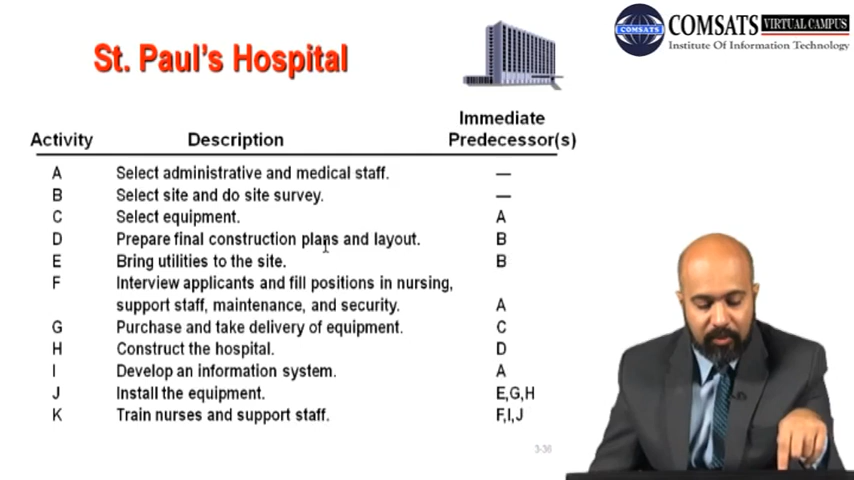 COMSATS VIRTUAL CAMPUS
COMSATS
Institute Of Information Technology
St. Paul's Hospital
Immediate
Activity Description Predecessor(s)
A Select administrative and medical staff. —
B Select site and do site survey. —
C Select equipment. A
D Prepare final construction plans and layout. B
E Bring utilities to the site. B
F Interview applicants and fill positions in nursing,
support staff, maintenance, and security. A
G Purchase and take delivery of equipment. C
H Construct the hospital. D
I Develop an information system. A
J Install the equipment. E,G,H
K Train nurses and support staff. F,I,J
3-36